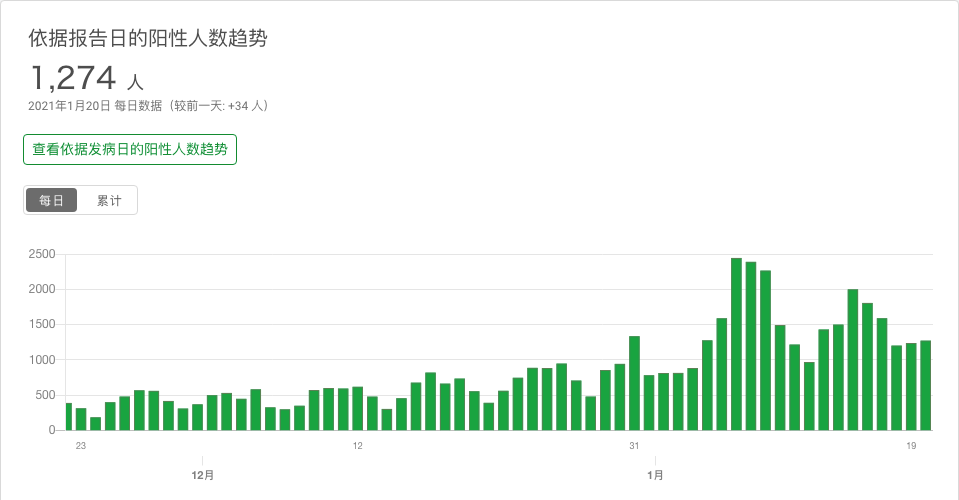 依据报告日的阳性人数趋势
1,274 人
2021年1月20日 每日数据（较前一天: +34 人）
查看依据发病日的阳性人数趋势
每日 累计
2500
2000
1500
1000
500
0
23 12 31 19
12月 1月